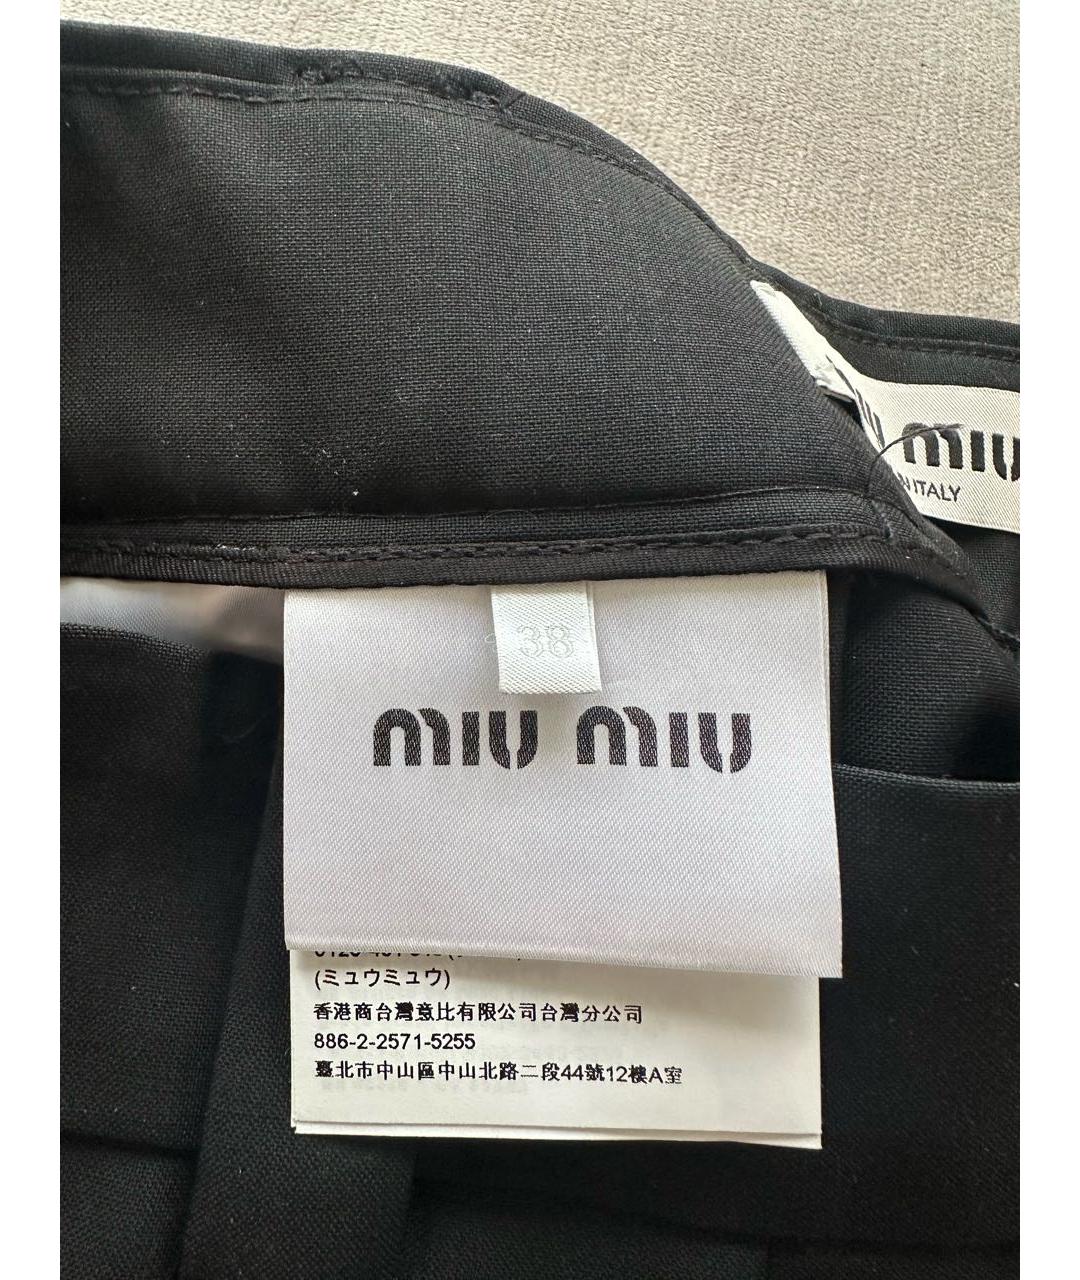 MIU
ITALY
38
MIU MIU
(ミュウミュウ)
香港商台灣意比有限公司台灣分公司
886-2-2571-5255
臺北市中山區中山北路二段44號12樓A室